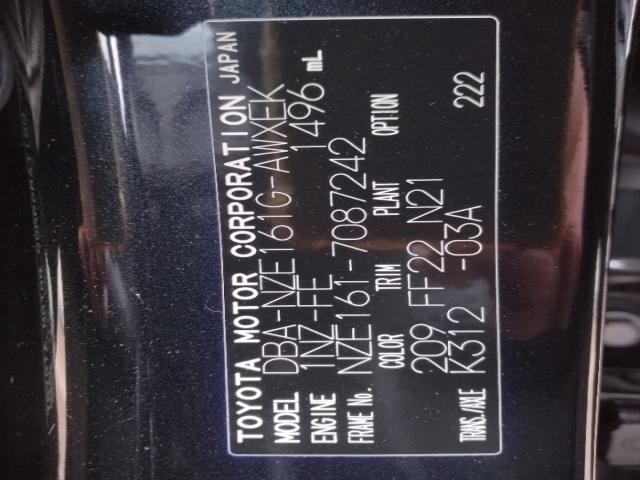 TOYOTA MOTOR CORPORATION JAPAN
MODEL DBA-NZE161G-AWXEK
ENGINE 1NZ-FE 1496 mL
FRAME No. NZE161-7087242
COLOR TRIM PLANT OPTION
209 FF22 N21
TRANS./AXLE K312 -03A 222